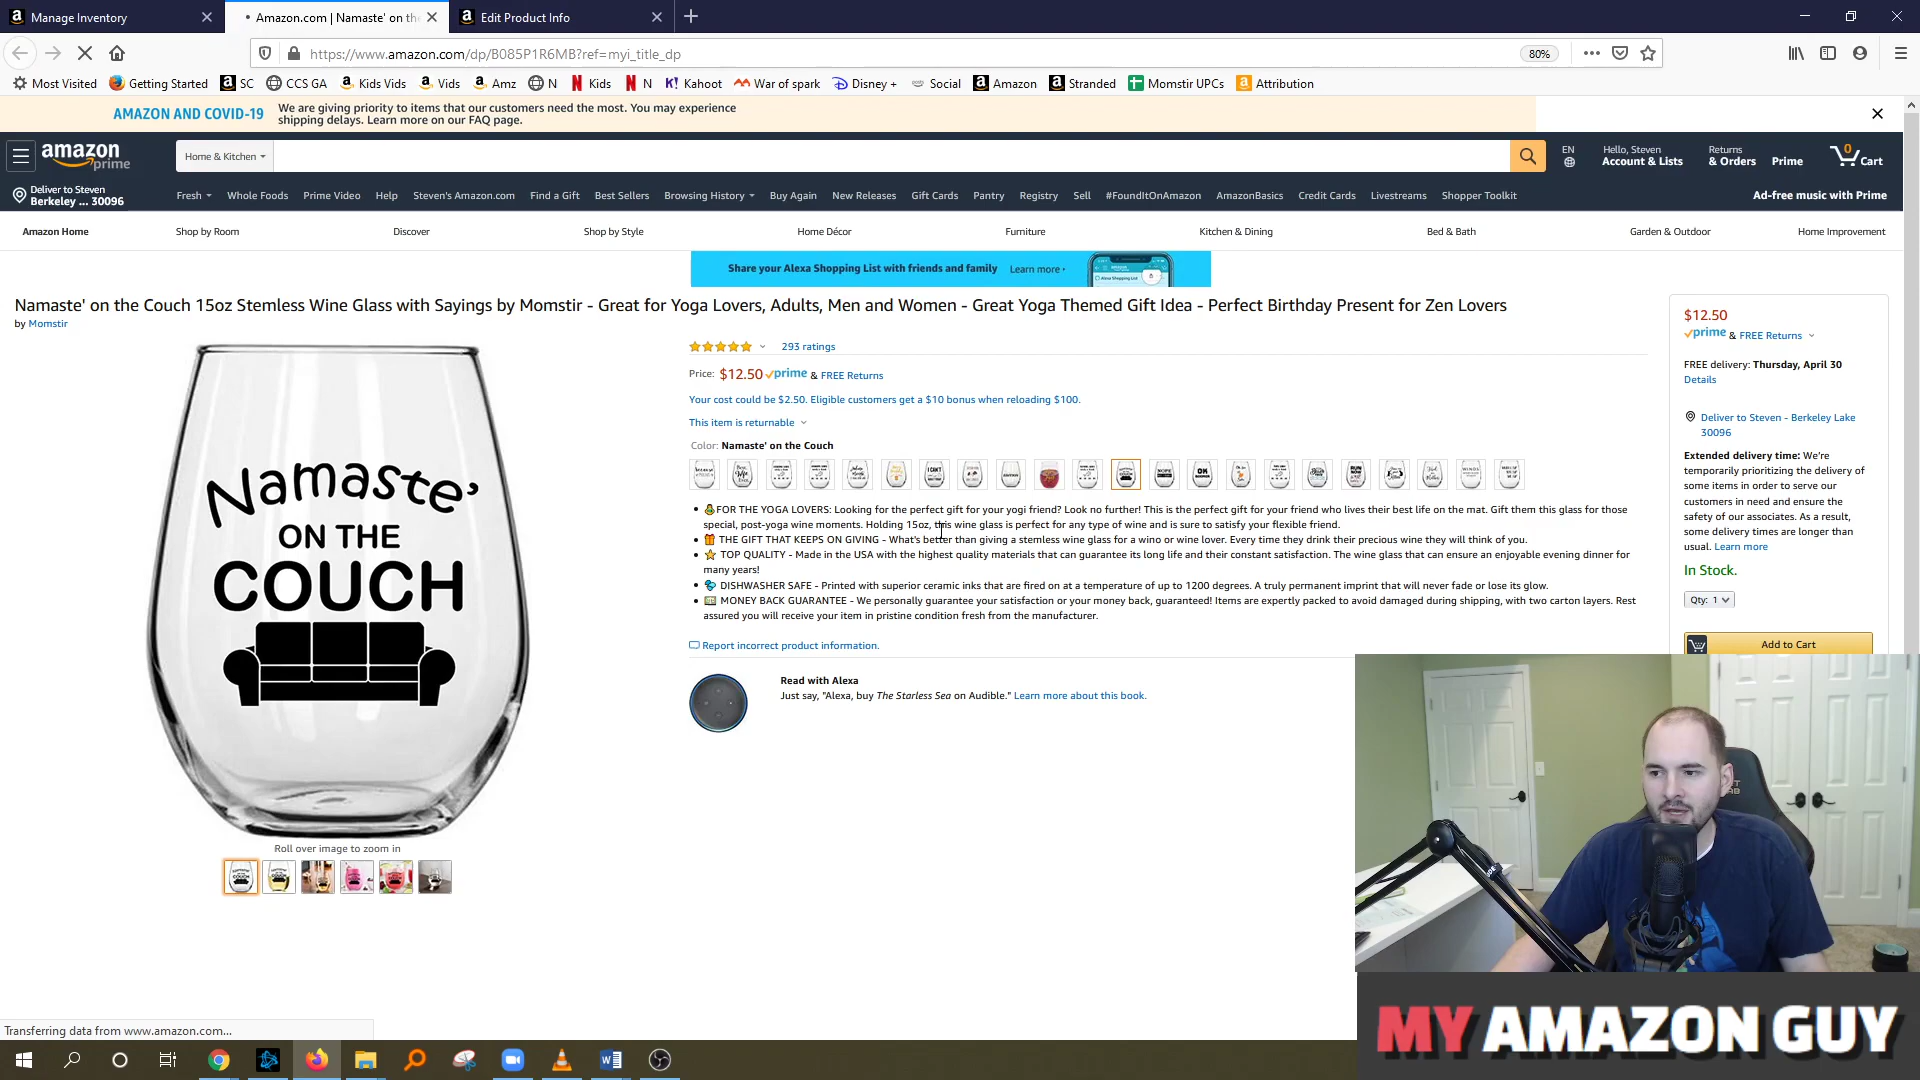 Manage Inventory
Amazon.com | Namaste' on the
Edit Product Info
https://www.amazon.com/dp/B085P1R6MB?ref=myi_title_dp
80%
Most Visited
Getting Started
SC
CCS GA
Kids Vids
Vids
Amz
N
Kids
N
Kahoot
War of spark
Disney +
Social
Amazon
Stranded
Momstir UPCs
Attribution
AMAZON AND COVID-19
We are giving priority to items that our customers need the most. You may experience
shipping delays. Learn more on our FAQ page.
amazon
prime
Home & Kitchen
EN
Hello, Steven
Account & Lists
Returns
& Orders
Prime
0
Cart
Deliver to Steven
Berkeley ... 30096
Fresh
Whole Foods
Prime Video
Help
Steven's Amazon.com
Find a Gift
Best Sellers
Browsing History
Buy Again
New Releases
Gift Cards
Pantry
Registry
Sell
#FoundItOnAmazon
AmazonBasics
Credit Cards
Livestreams
Shopper Toolkit
Ad-free music with Prime
Amazon Home
Shop by Room
Discover
Shop by Style
Home Décor
Furniture
Kitchen & Dining
Bed & Bath
Garden & Outdoor
Home Improvement
Share your Alexa Shopping List with friends and family
Learn more ›
Namaste' on the Couch 15oz Stemless Wine Glass with Sayings by Momstir - Great for Yoga Lovers, Adults, Men and Women - Great Yoga Themed Gift Idea - Perfect Birthday Present for Zen Lovers
by Momstir
Namaste'
ON THE
COUCH
Roll over image to zoom in
293 ratings
Price: $12.50 prime & FREE Returns
Your cost could be $2.50. Eligible customers get a $10 bonus when reloading $100.
This item is returnable
Color: Namaste' on the Couch
FOR THE YOGA LOVERS: Looking for the perfect gift for your yogi friend? Look no further! This is the perfect gift for your friend who lives their best life on the mat. Gift them this glass for those
special, post-yoga wine moments. Holding 15oz, this wine glass is perfect for any type of wine and is sure to satisfy your flexible friend.
THE GIFT THAT KEEPS ON GIVING - What's better than giving a stemless wine glass for a wino or wine lover. Every time they drink their precious wine they will think of you.
TOP QUALITY - Made in the USA with the highest quality materials that can guarantee its long life and their constant satisfaction. The wine glass that can ensure an enjoyable evening dinner for
many years!
DISHWASHER SAFE - Printed with superior ceramic inks that are fired on at a temperature of up to 1200 degrees. A truly permanent imprint that will never fade or lose its glow.
MONEY BACK GUARANTEE - We personally guarantee your satisfaction or your money back, guaranteed! Items are expertly packed to avoid damaged during shipping, with two carton layers. Rest
assured you will receive your item in pristine condition fresh from the manufacturer.
Report incorrect product information.
Read with Alexa
Just say, "Alexa, buy The Starless Sea on Audible." Learn more about this book.
$12.50
prime & FREE Returns
FREE delivery: Thursday, April 30
Details
Deliver to Steven - Berkeley Lake
30096
Extended delivery time: We're
temporarily prioritizing the delivery of
some items in order to serve our
customers in need and ensure the
safety of our associates. As a result,
some delivery times are longer than
usual. Learn more
In Stock.
Qty: 1
Add to Cart
Transferring data from www.amazon.com...
MY AMAZON GUY